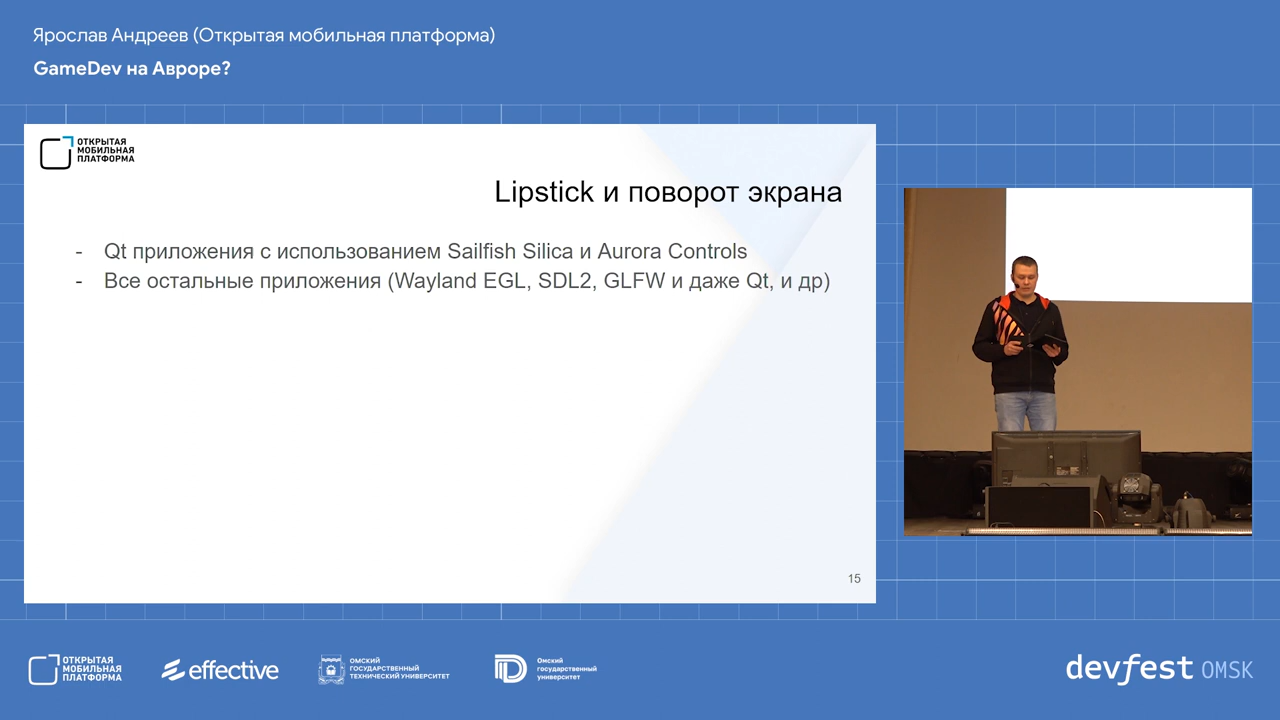 Ярослав Андреев (Открытая мобильная платформа)
GameDev на Авроре?
ОТКРЫТАЯ
МОБИЛЬНАЯ
ПЛАТФОРМА
Lipstick и поворот экрана
- Qt приложения с использованием Sailfish Silica и Aurora Controls
- Все остальные приложения (Wayland EGL, SDL2, GLFW и даже Qt, и др)
15
ОТКРЫТАЯ
МОБИЛЬНАЯ
ПЛАТФОРМА
effective
ОМСКИЙ
ГОСУДАРСТВЕННЫЙ
ТЕХНИЧЕСКИЙ УНИВЕРСИТЕТ
Омский
государственный
университет
devfest OMSK